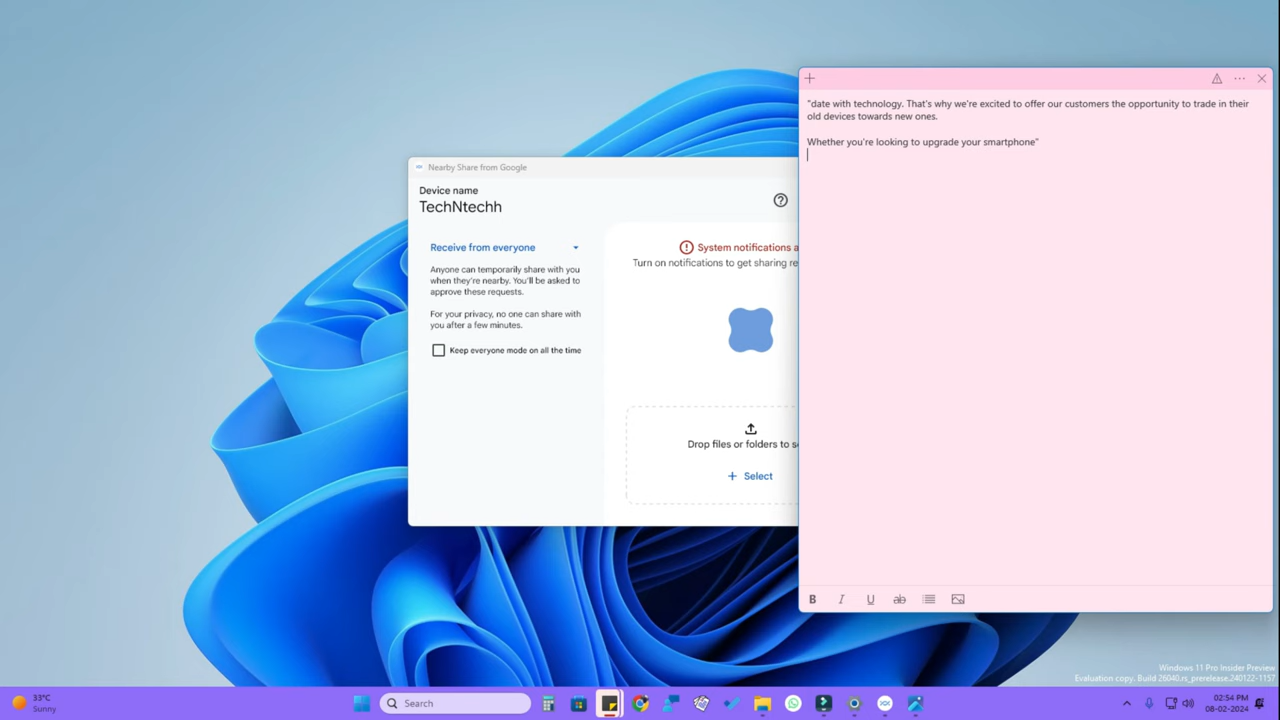 "date with technology. That's why we're excited to offer our customers the opportunity to trade in their
old devices towards new ones.
Whether you're looking to upgrade your smartphone"
B
I
U
ab
Nearby Share from Google
Device name
TechNtechh
Receive from everyone
Anyone can temporarily share with you
when they're nearby. You'll be asked to
approve these requests.
For your privacy, no one can share with
you after a few minutes.
Keep everyone mode on all the time
System notifications a
Turn on notifications to get sharing re
Drop files or folders to s
Select
Windows 11 Pro Insider Preview
Evaluation copy. Build 26040.rs_prerelease.240122-1157
33°C
Sunny
Search
02:54 PM
08-02-2024